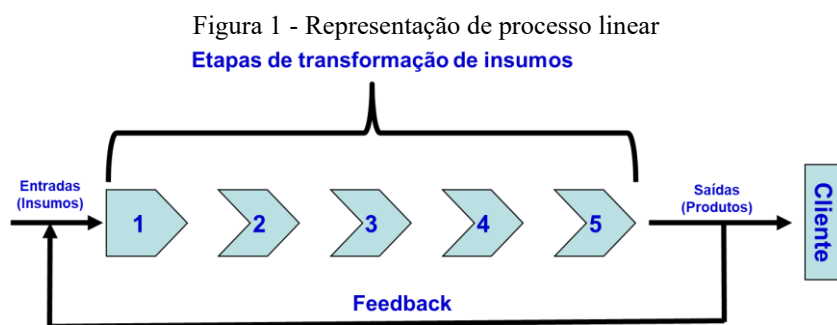 Figura 1 - Representação de processo linear
Etapas de transformação de insumos
Entradas
(Insumos)
1
2
3
4
5
Saídas
(Produtos)
Cliente
Feedback